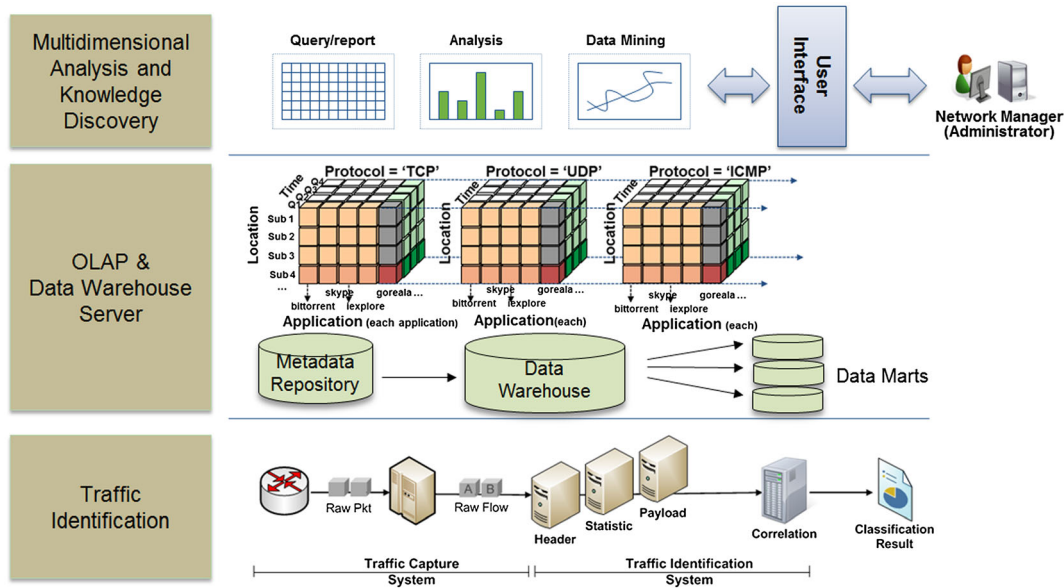 Multidimensional
Analysis and
Knowledge
Discovery
Query/report
Analysis
Data Mining
User
Interface
Network Manager
(Administrator)
OLAP &
Data Warehouse
Server
Time
Protocol = ‘TCP’
Location
Sub 1
Sub 2
Sub 3
Sub 4
...
skype
goreala ...
bittorrent
iexplore
Application (each application)
Time
Protocol = ‘UDP’
Location
skype
goreala ...
bittorrent
iexplore
Application(each)
Time
Protocol = ‘ICMP’
Location
skype
goreala ...
bittorrent
iexplore
Application (each)
Metadata
Repository
Data
Warehouse
Data Marts
Traffic
Identification
Raw Pkt
A B
Raw Flow
Header
Statistic
Payload
Correlation
Classification
Result
Traffic Capture
System
Traffic Identification
System